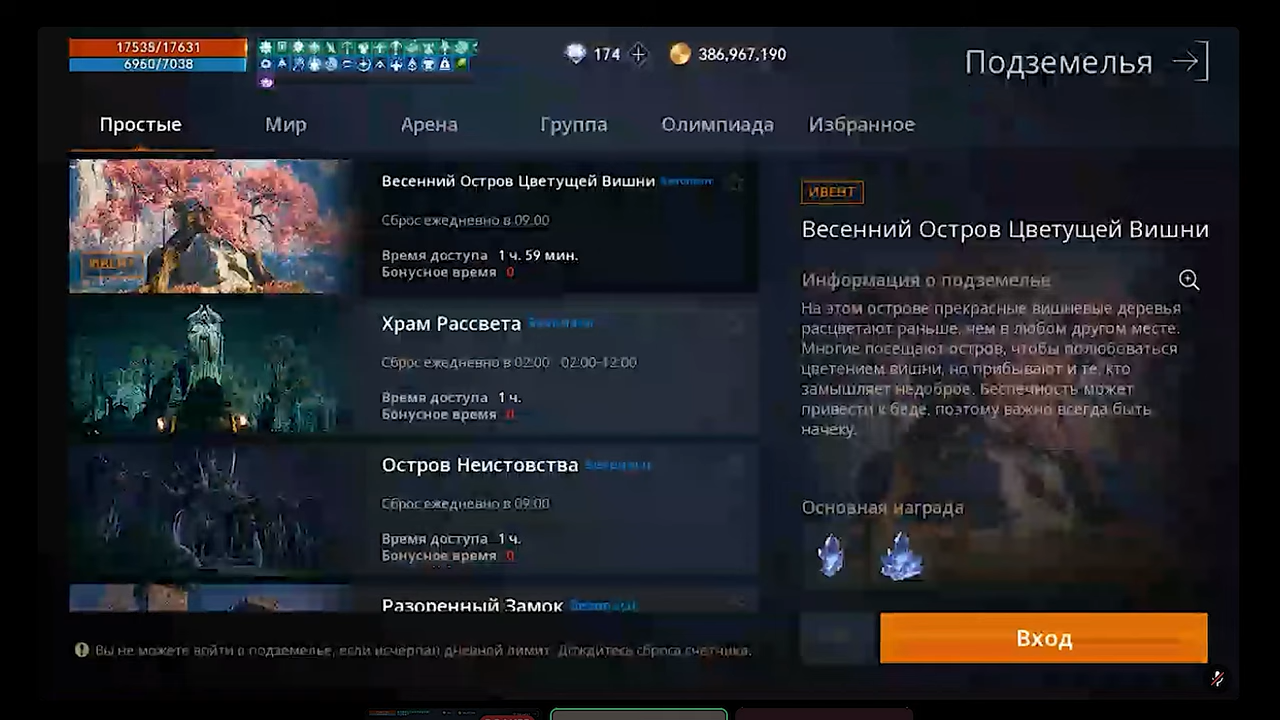 17535/17631
6950/7038
174
386,967,190
Подземелья
Простые
Мир
Арена
Группа
Олимпиада
Избранное
Весенний Остров Цветущей Вишни
Сброс ежедневно в 09.00
Время доступа 1 ч. 59 мин.
Бонусное время 0
ИВЕНТ
Храм Рассвета
Сброс ежедневно в 02:00 02:00-12:00
Время доступа 1 ч.
Бонусное время 0
Остров Неистовства
Сброс ежедневно в 09:00
Время доступа 1 ч.
Бонусное время 0
Разоренный Замок
Вы не можете войти в подземелье, если исчерпан дневной лимит. Дождитесь сброса счетчика.
ИВЕНТ
Весенний Остров Цветущей Вишни
Информация о подземелье
На этом острове прекрасные вишневые деревья
расцветают раньше, чем в любом другом месте.
Многие посещают остров, чтобы полюбоваться
цветением вишни, но прибывают и те, кто
замышляет недоброе. Беспечность может
привести к беде, поэтому важно всегда быть
начеку.
Основная награда
Вход